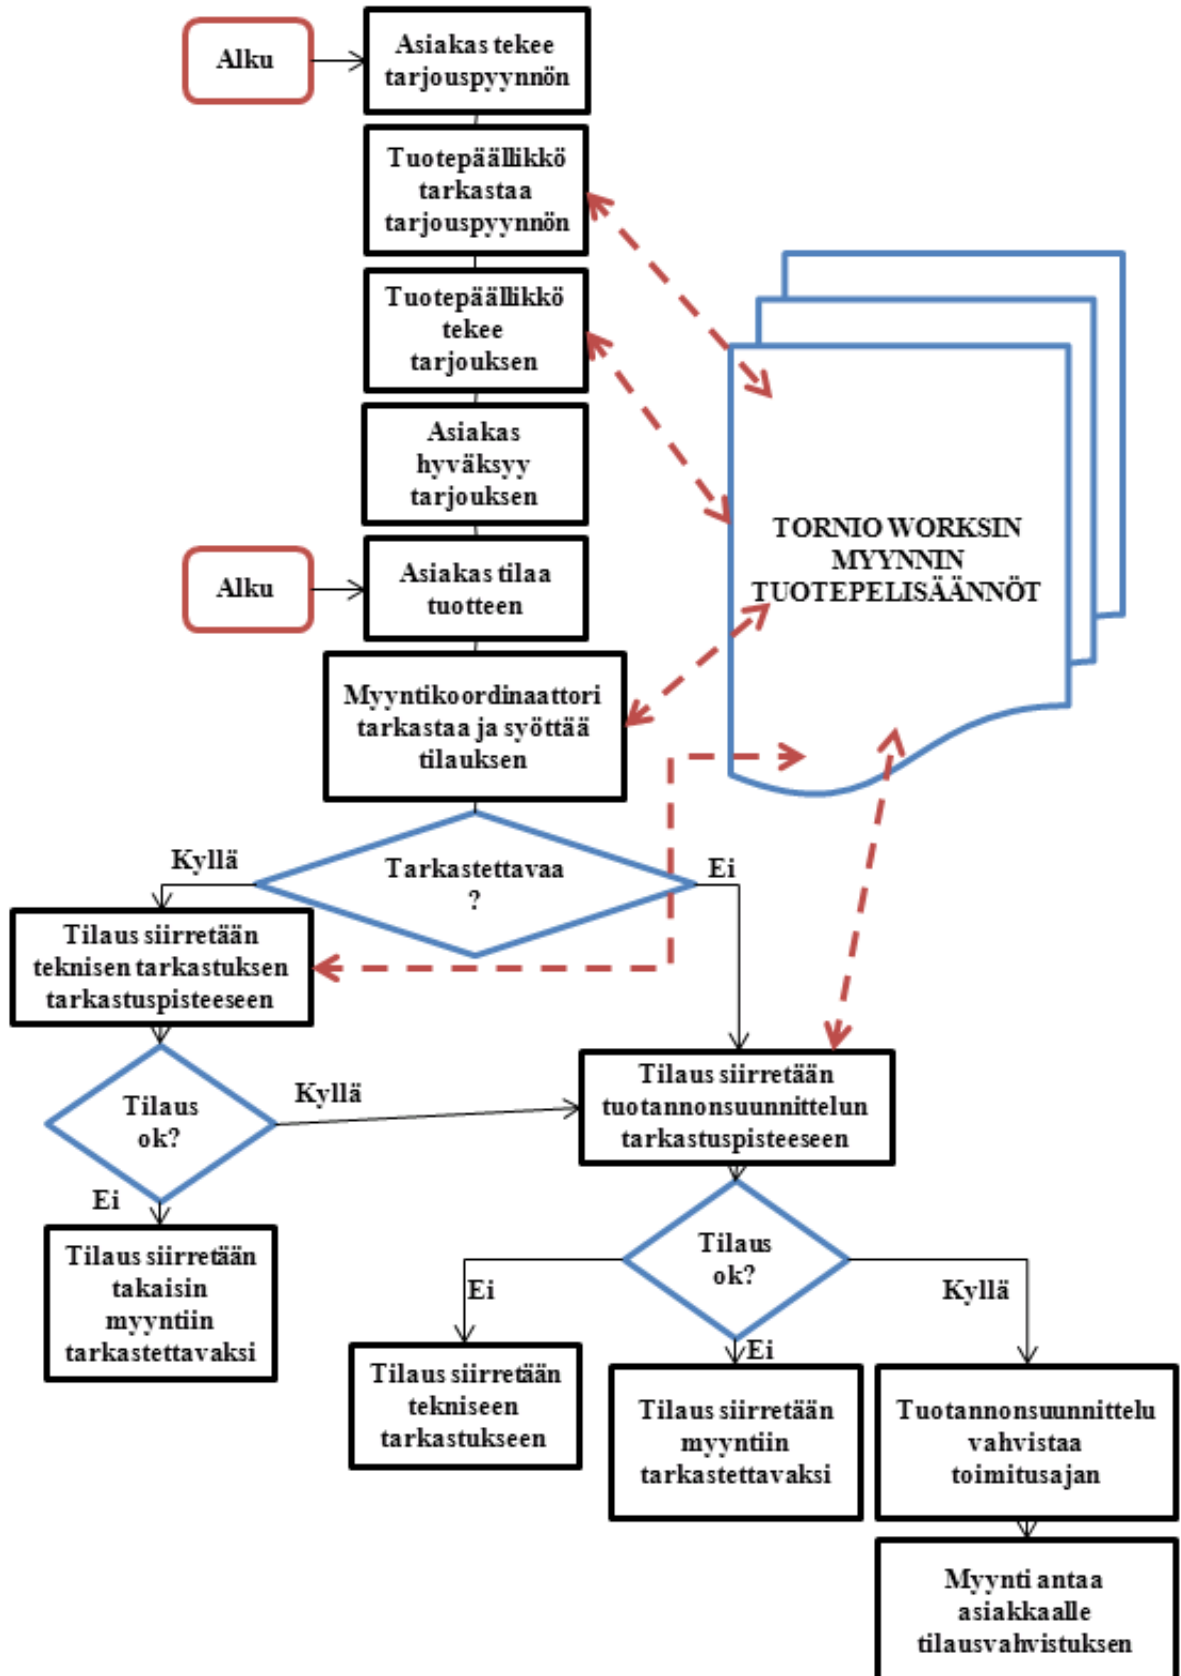 Alku
Asiakas tekee
tarjouspyynnön
Tuotepäällikkö
tarkastaa
tarjouspyynnön
Tuotepäällikkö
tekee
tarjouksen
Asiakas
hyväksyy
tarjouksen
TORNIO WORKSIN
MYYNNIN
TUOTEPELISÄÄNNÖT
Alku
Asiakas tilaa
tuotteen
Myyntikoordinaattori
tarkastaa ja syöttää
tilauksen
Kyllä
Tarkastettavaa
?
Ei
Tilaus siirretään
teknisen tarkastuksen
tarkastuspisteeseen
Tilaus siirretään
tuotannonsuunnittelun
tarkastuspisteeseen
Tilaus
ok?
Kyllä
Ei
Tilaus siirretään
takaisin
myyntiin
tarkastettavaksi
Tilaus
ok?
Ei
Ei
Kyllä
Tilaus siirretään
tekniseen
tarkastukseen
Tilaus siirretään
myyntiin
tarkastettavaksi
Tuotannonsuunnittelu
vahvistaa
toimitusajan
Myynti antaa
asiakkaalle
tilausvahvistuksen